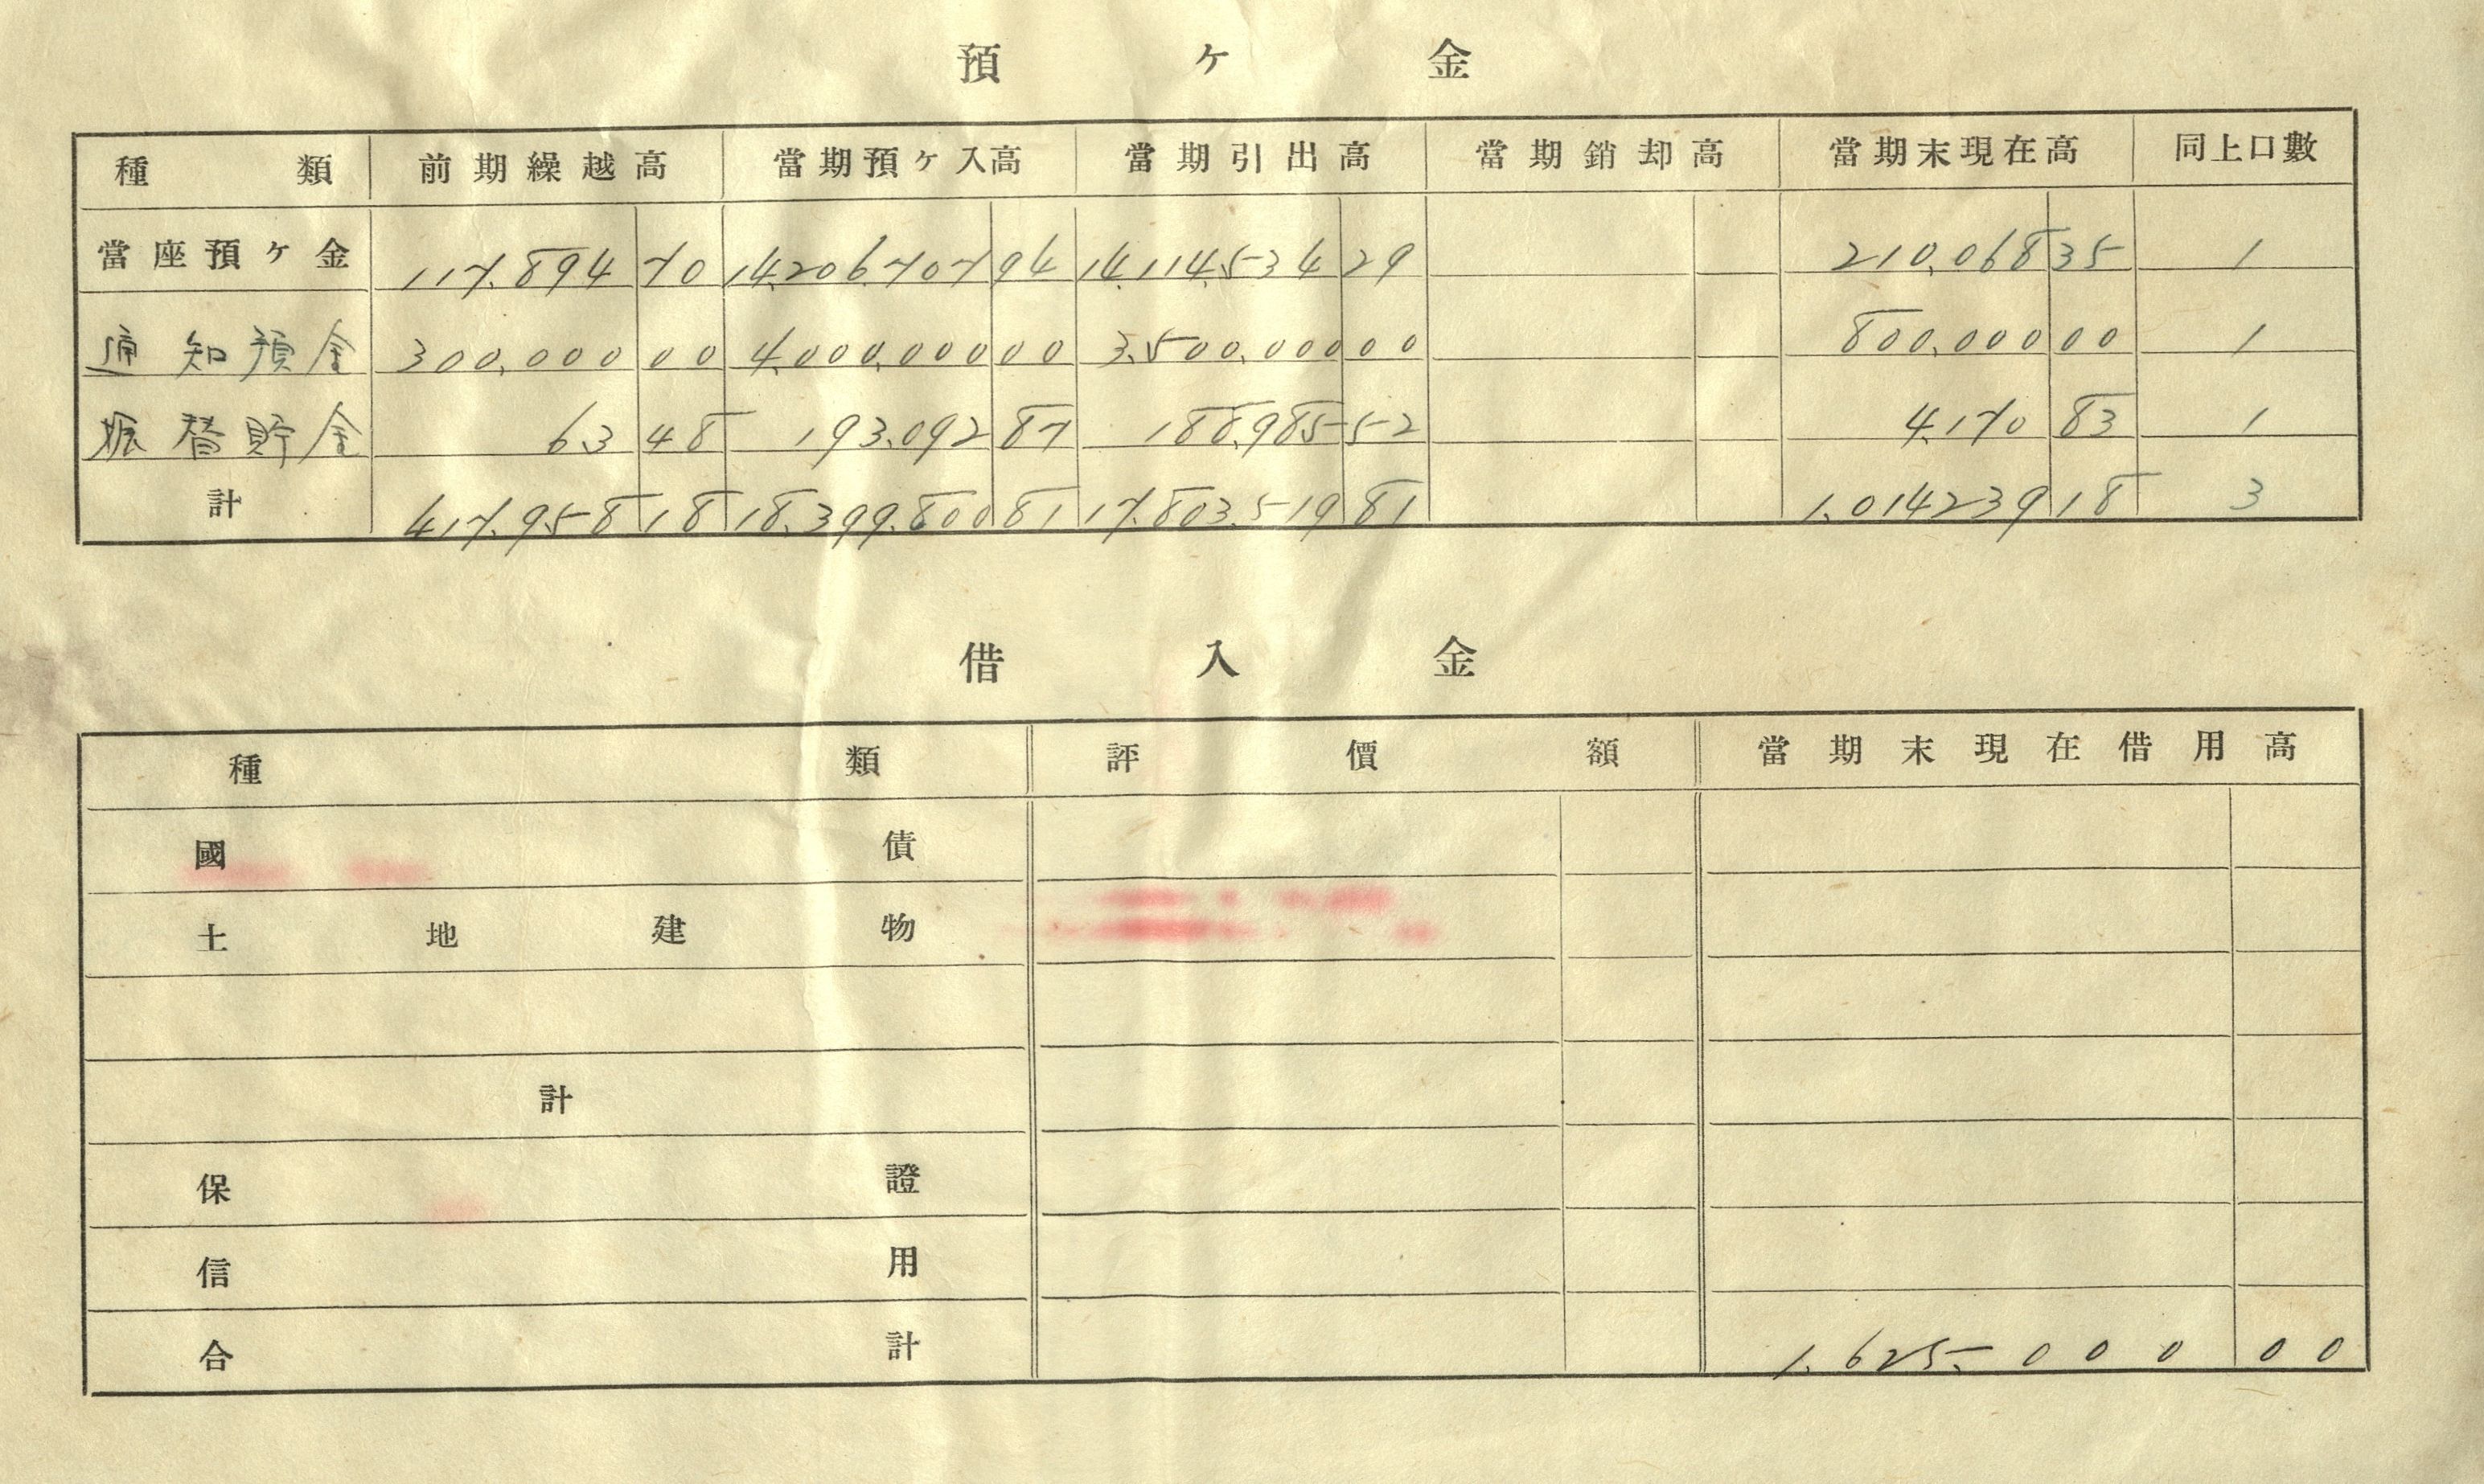 預ケ金
種類 前期繰越高 當期預ケ入高 當期引出高 當期銷却高 當期末現在高 同上口數
當座預ケ金 117.894 70 14.206.707 94 14.114.534 29 210.068 35 1
通知預金 300.000 00 4.000.000 00 3.500.000 00 800.000 00 1
振替貯金 63 48 193.092 87 188.985 52 4.170 83 1
計 417.958 18 18.399.800 81 17.803.519 81 1.014239 18 3
借入金
種類 評價額 當期末現在借用高
國債
土地建物
計
保證
信用
合計 1.625.000 00